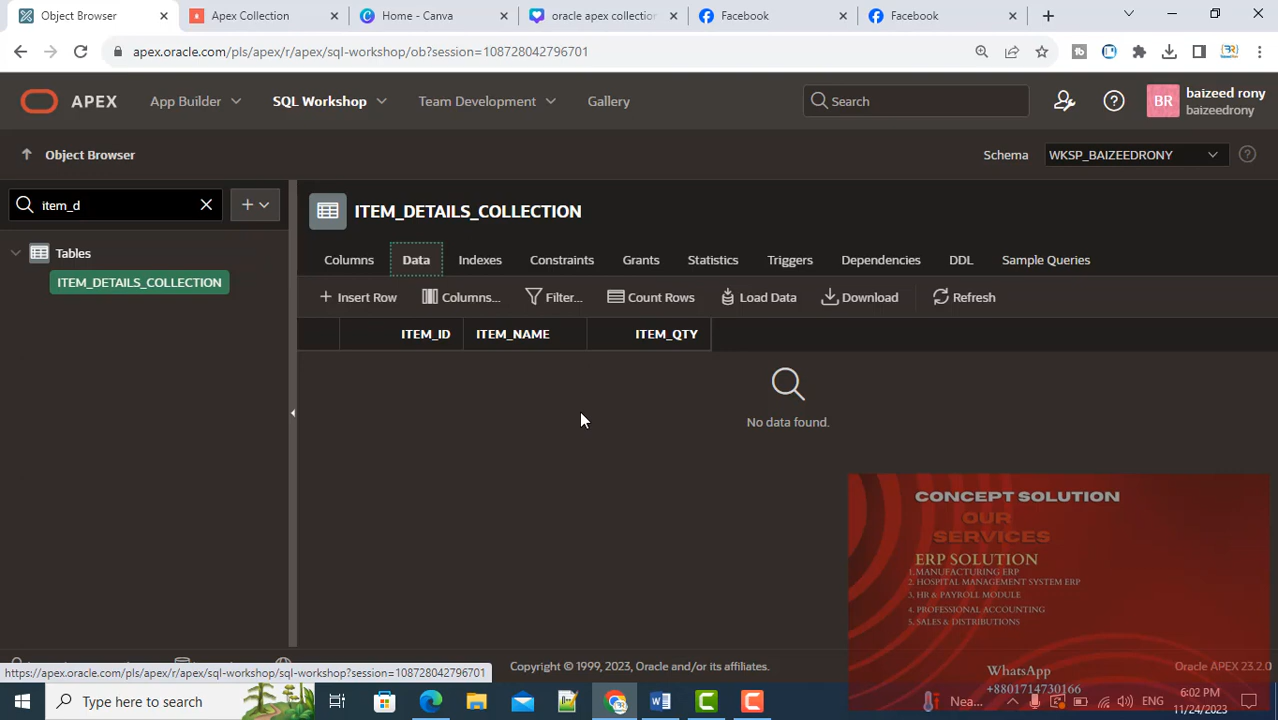 Object Browser
Apex Collection
Home - Canva
oracle apex collection
Facebook
Facebook
apex.oracle.com/pls/apex/r/apex/sql-workshop/ob?session=108728042796701
APEX
App Builder
SQL Workshop
Team Development
Gallery
Search
BR
baizeed rony
baizeedrony
Object Browser
Schema
WKSP_BAIZEEDRONY
item_d
Tables
ITEM_DETAILS_COLLECTION
ITEM_DETAILS_COLLECTION
Columns
Data
Indexes
Constraints
Grants
Statistics
Triggers
Dependencies
DDL
Sample Queries
Insert Row
Columns...
Filter...
Count Rows
Load Data
Download
Refresh
ITEM_ID
ITEM_NAME
ITEM_QTY
No data found.
CONCEPT SOLUTION
OUR
SERVICES
ERP SOLUTION
1. MANUFACTURING ERP
2. HOSPITAL MANAGEMENT SYSTEM ERP
3. HR & PAYROLL MODULE
4. PROFESSIONAL ACCOUNTING
5. SALES & DISTRIBUTIONS
WhatsApp
+8801714730166
https://apex.oracle.com/pls/apex/r/apex/sql-workshop/sql-workshop?session=108728042796701
Copyright © 1999, 2023, Oracle and/or its affiliates.
Oracle APEX 23.2.0
Type here to search
Nea...
ENG
6:02 PM
11/24/2023